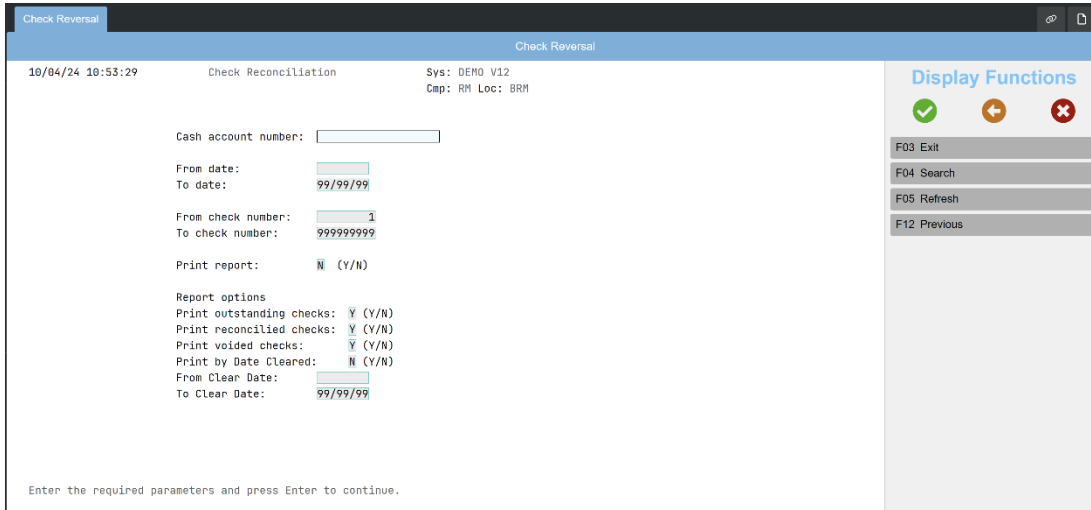 Check Reversal
Check Reversal
10/04/24 10:53:29 Check Reconciliation Sys: DEMO V12
Cmp: RM Loc: BRM
Cash account number:
From date:
To date: 99/99/99
From check number: 1
To check number: 999999999
Print report: N (Y/N)
Report options
Print outstanding checks: Y (Y/N)
Print reconcilied checks: Y (Y/N)
Print voided checks: Y (Y/N)
Print by Date Cleared: N (Y/N)
From Clear Date:
To Clear Date: 99/99/99
Enter the required parameters and press Enter to continue.
Display Functions
F03 Exit
F04 Search
F05 Refresh
F12 Previous